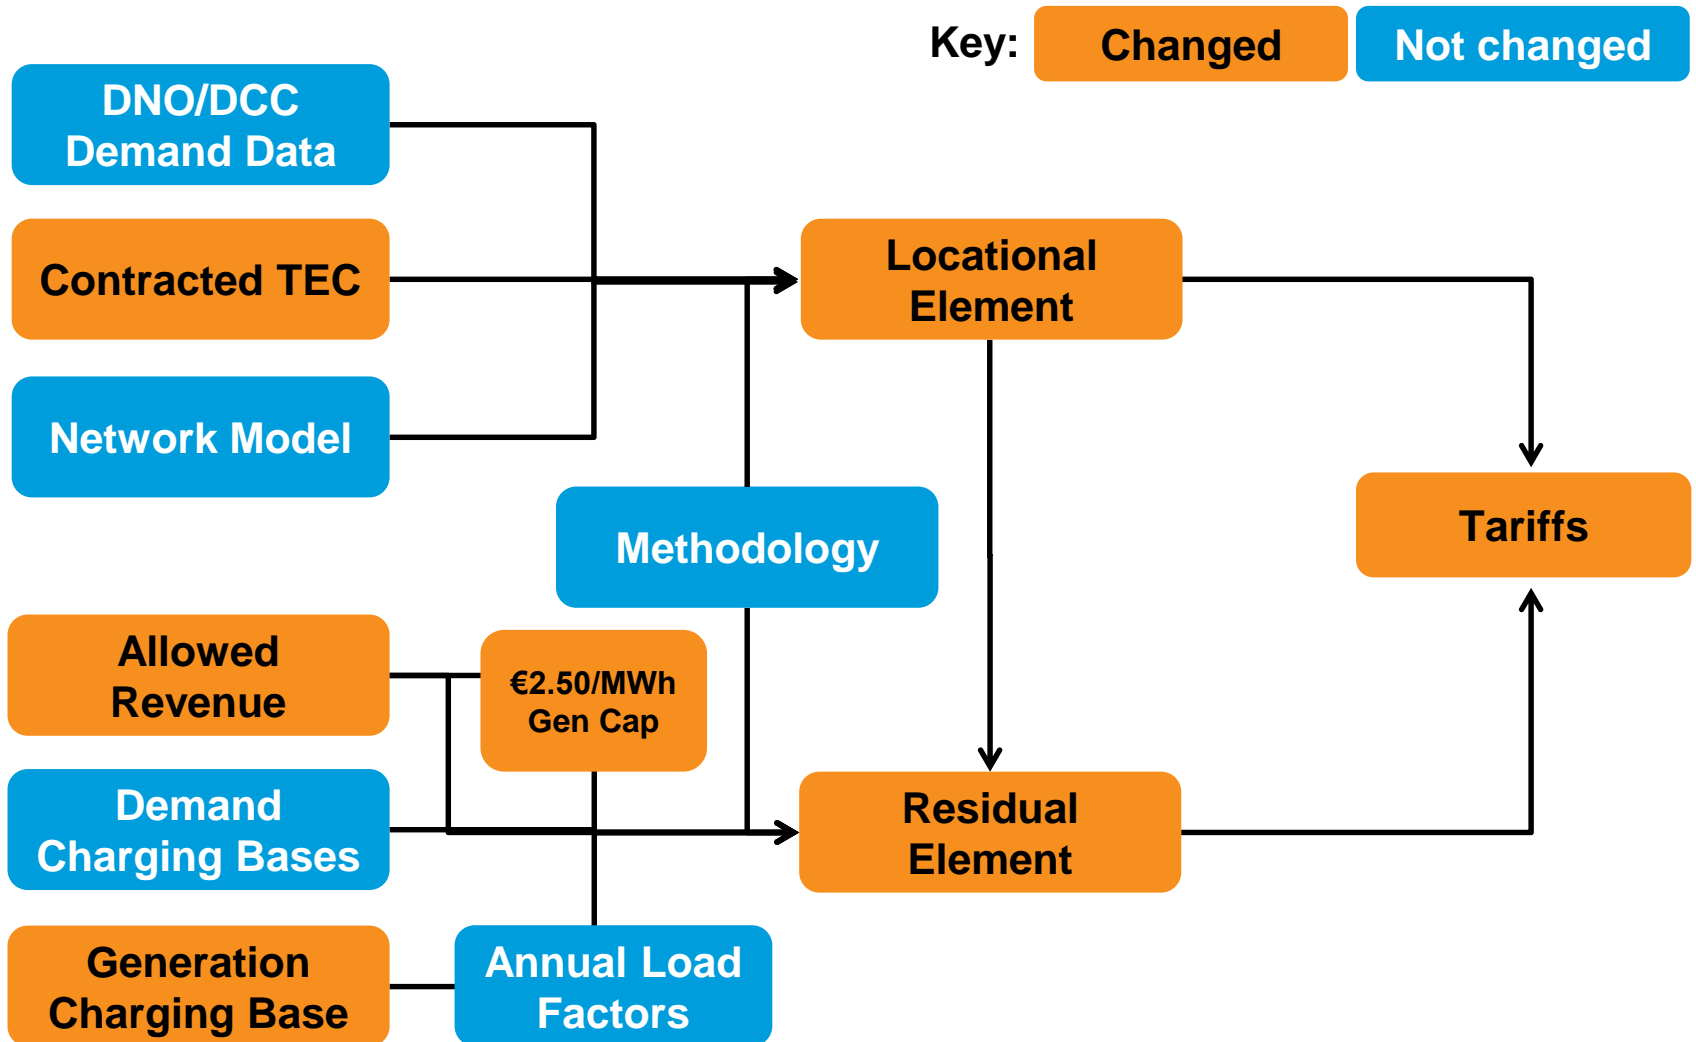 Key:
Changed
Not changed
DNO/DCC
Demand Data
Contracted TEC
Locational
Element
Network Model
Tariffs
Methodology
Allowed
Revenue
€2.50/MWh
Gen Cap
Demand
Charging Bases
Residual
Element
Generation
Charging Base
Annual Load
Factors